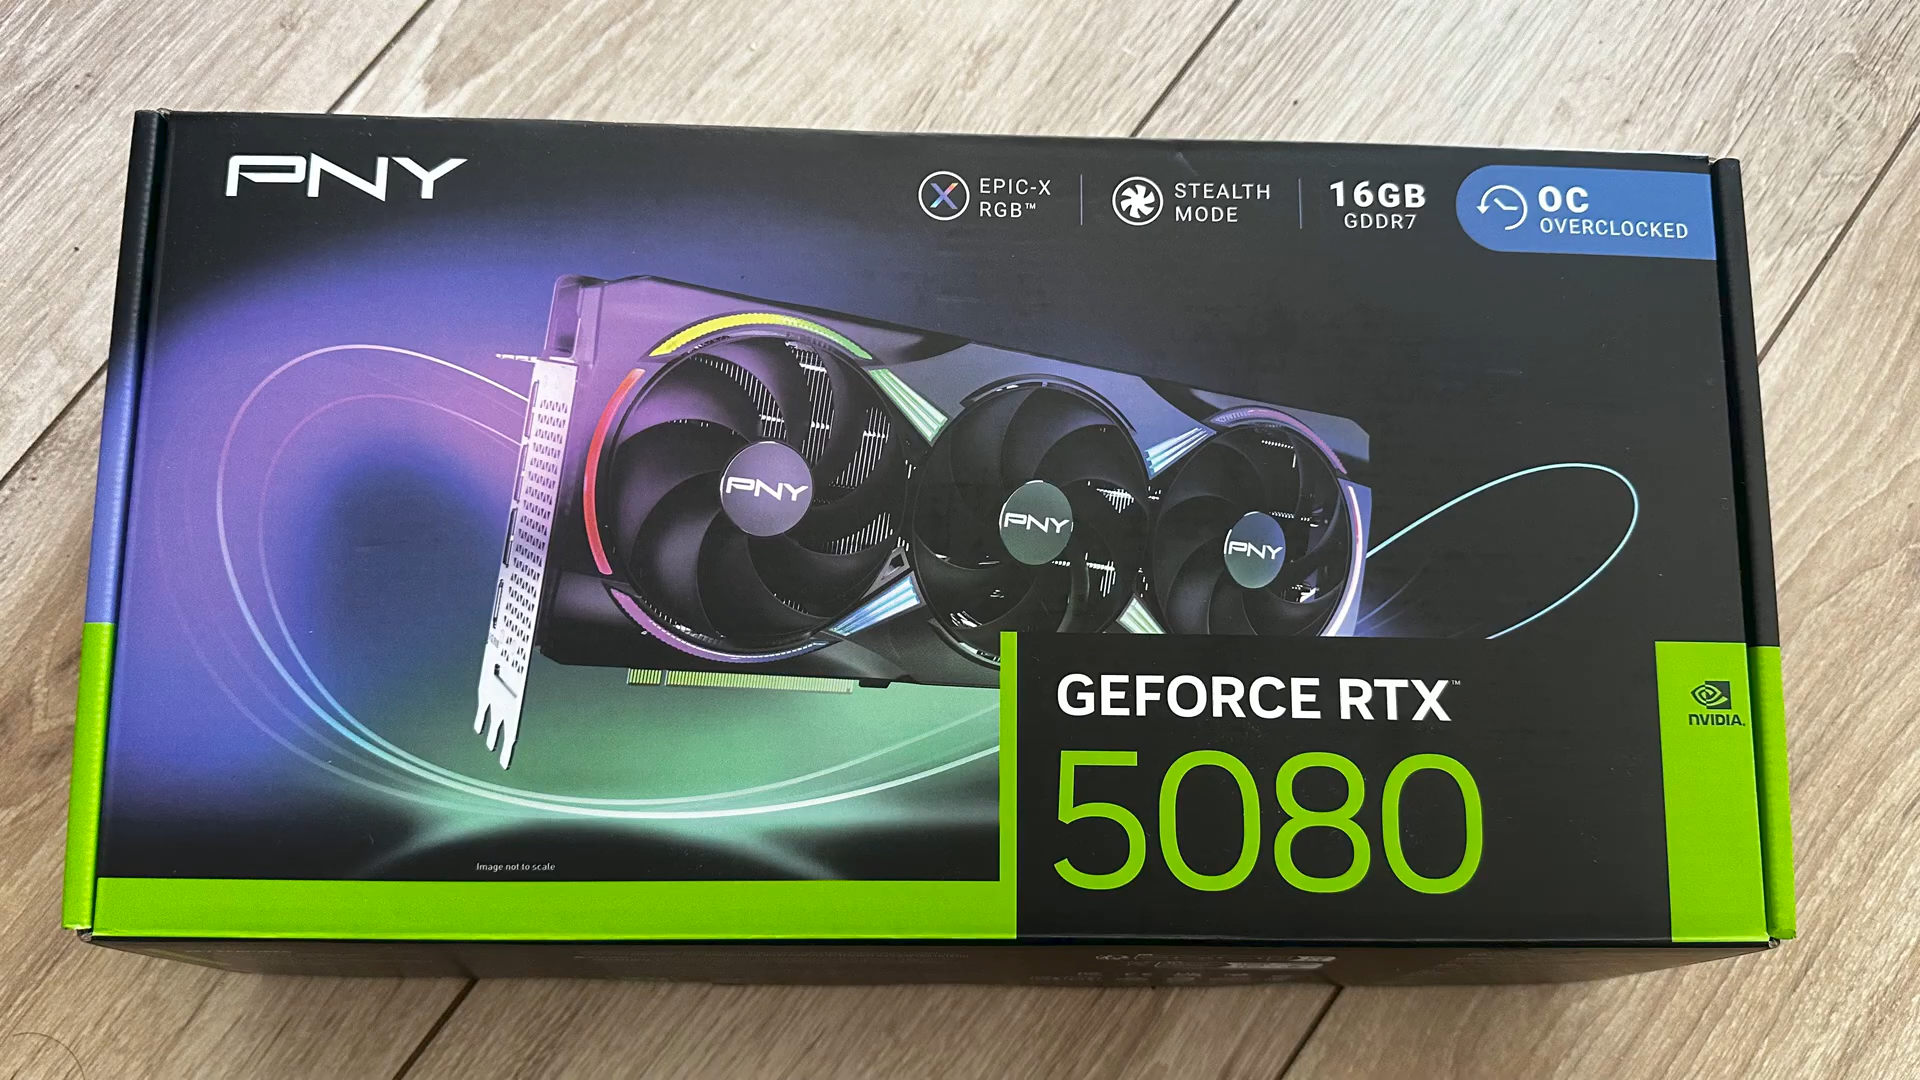 PNY
EPIC-X
RGB™
STEALTH
MODE
16GB
GDDR7
OC
OVERCLOCKED
PNY
PNY
PNY
GEFORCE RTX™
5080
NVIDIA.
Image not to scale